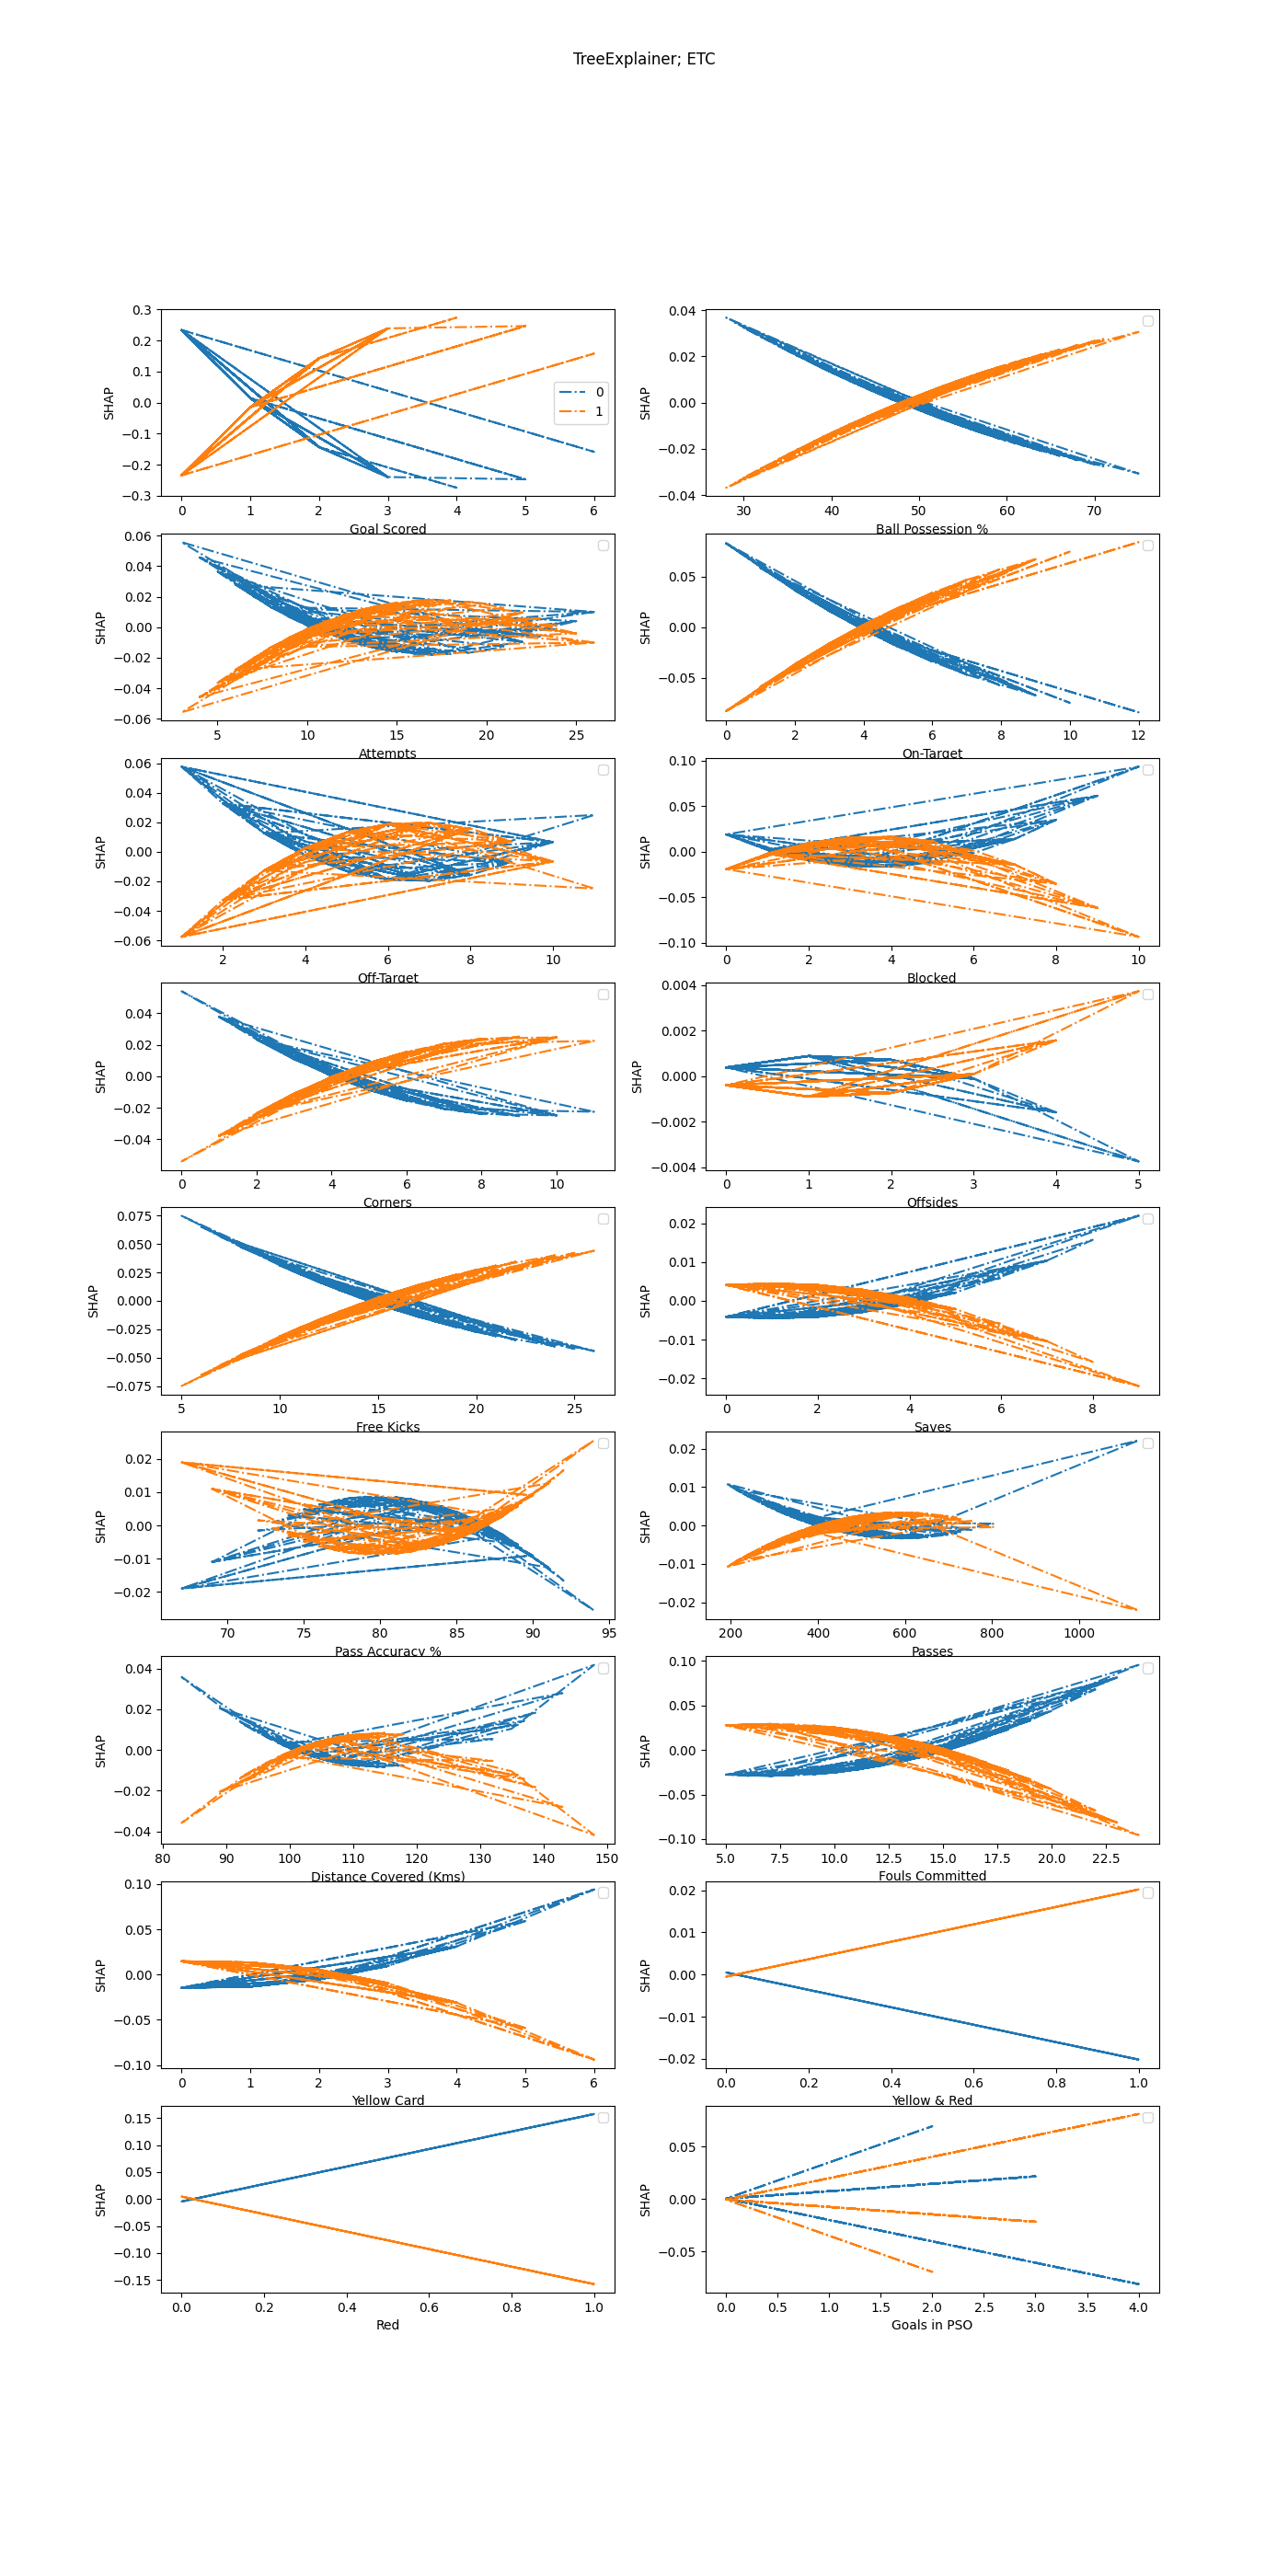 TreeExplainer; ETC
0.3
0.2
0.1
0.0
−0.1
−0.2
−0.3
SHAP
0
1
0 1 2 3 4 5 6
Goal Scored
0.04
0.02
0.00
−0.02
−0.04
SHAP
30 40 50 60 70
Ball Possession %
0.06
0.04
0.02
0.00
−0.02
−0.04
−0.06
SHAP
5 10 15 20 25
Attempts
0.05
0.00
−0.05
SHAP
0 2 4 6 8 10 12
On-Target
0.06
0.04
0.02
0.00
−0.02
−0.04
−0.06
SHAP
2 4 6 8 10
Off-Target
0.10
0.05
0.00
−0.05
−0.10
SHAP
0 2 4 6 8 10
Blocked
0.04
0.02
0.00
−0.02
−0.04
SHAP
0 2 4 6 8 10
Corners
0.004
0.002
0.000
−0.002
−0.004
SHAP
0 1 2 3 4 5
Offsides
0.075
0.050
0.025
0.000
−0.025
−0.050
−0.075
SHAP
5 10 15 20 25
Free Kicks
0.02
0.01
0.00
−0.01
−0.02
SHAP
0 2 4 6 8
Saves
0.02
0.01
0.00
−0.01
−0.02
SHAP
70 75 80 85 90 95
Pass Accuracy %
0.02
0.01
0.00
−0.01
−0.02
SHAP
200 400 600 800 1000
Passes
0.04
0.02
0.00
−0.02
−0.04
SHAP
80 90 100 110 120 130 140 150
Distance Covered (Kms)
0.10
0.05
0.00
−0.05
−0.10
SHAP
5.0 7.5 10.0 12.5 15.0 17.5 20.0 22.5
Fouls Committed
0.10
0.05
0.00
−0.05
−0.10
SHAP
0 1 2 3 4 5 6
Yellow Card
0.02
0.01
0.00
−0.01
−0.02
SHAP
0.0 0.2 0.4 0.6 0.8 1.0
Yellow & Red
0.15
0.10
0.05
0.00
−0.05
−0.10
−0.15
SHAP
0.0 0.2 0.4 0.6 0.8 1.0
Red
0.05
0.00
−0.05
SHAP
0.0 0.5 1.0 1.5 2.0 2.5 3.0 3.5 4.0
Goals in PSO